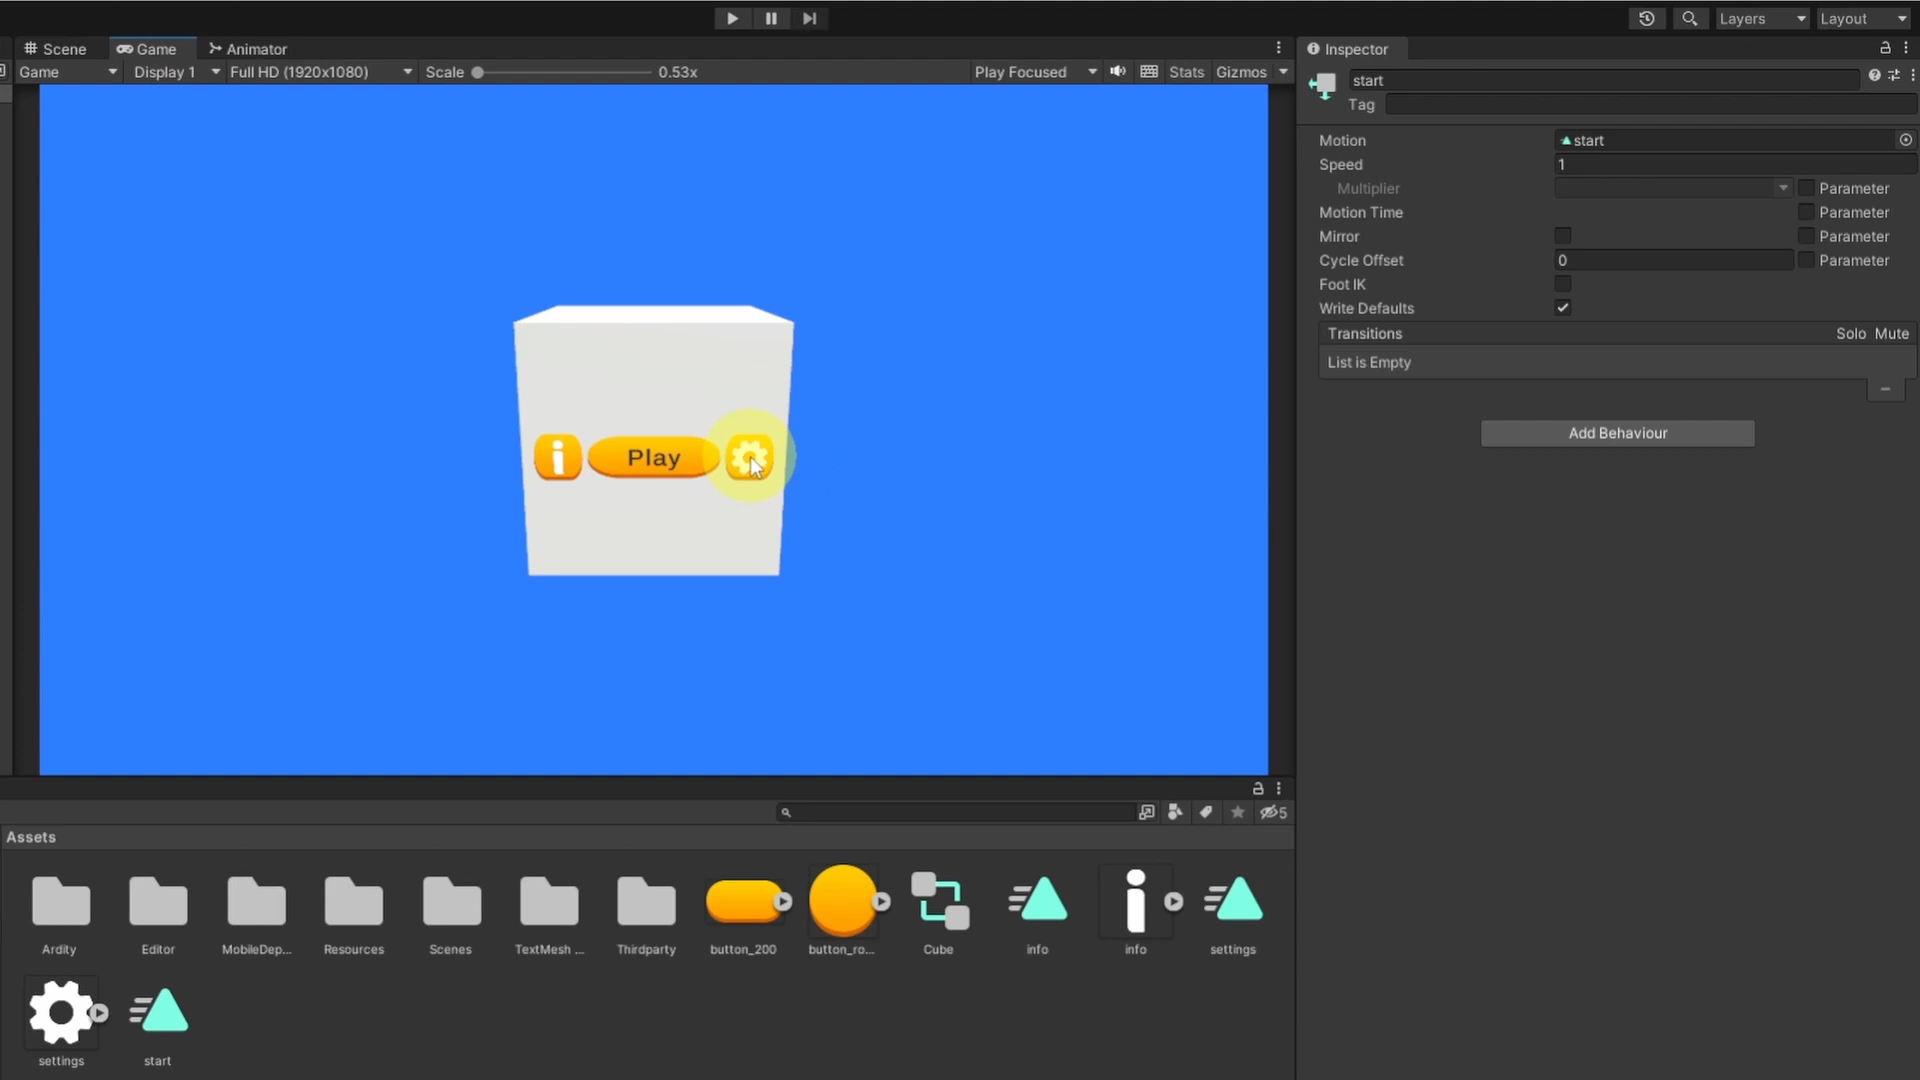 Layers
Layout
Scene
Game
Animator
Inspector
Game
Display 1
Full HD (1920x1080)
Scale
0.53x
Play Focused
Stats
Gizmos
start
Tag
Motion
start
Speed
1
Multiplier
Parameter
Motion Time
Parameter
Mirror
Parameter
Cycle Offset
0
Parameter
Foot IK
Write Defaults
Transitions
Solo
Mute
List is Empty
Add Behaviour
i
Play
5
Assets
Ardity
Editor
MobileDep...
Resources
Scenes
TextMesh ...
Thirdparty
button_200
button_ro...
Cube
info
info
settings
settings
start